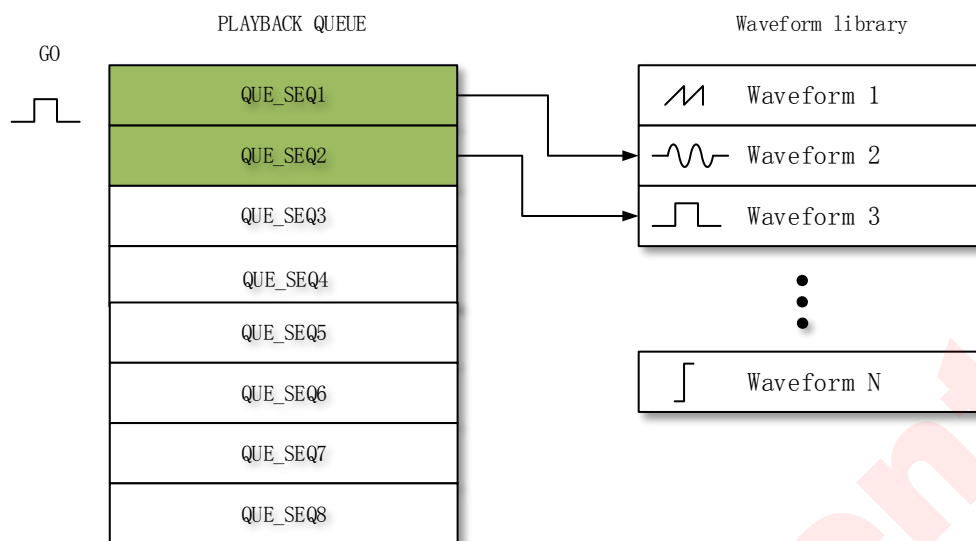 PLAYBACK QUEUE
Waveform library
GO
QUE_SEQ1
QUE_SEQ2
QUE_SEQ3
QUE_SEQ4
QUE_SEQ5
QUE_SEQ6
QUE_SEQ7
QUE_SEQ8
Waveform 1
Waveform 2
Waveform 3
Waveform N